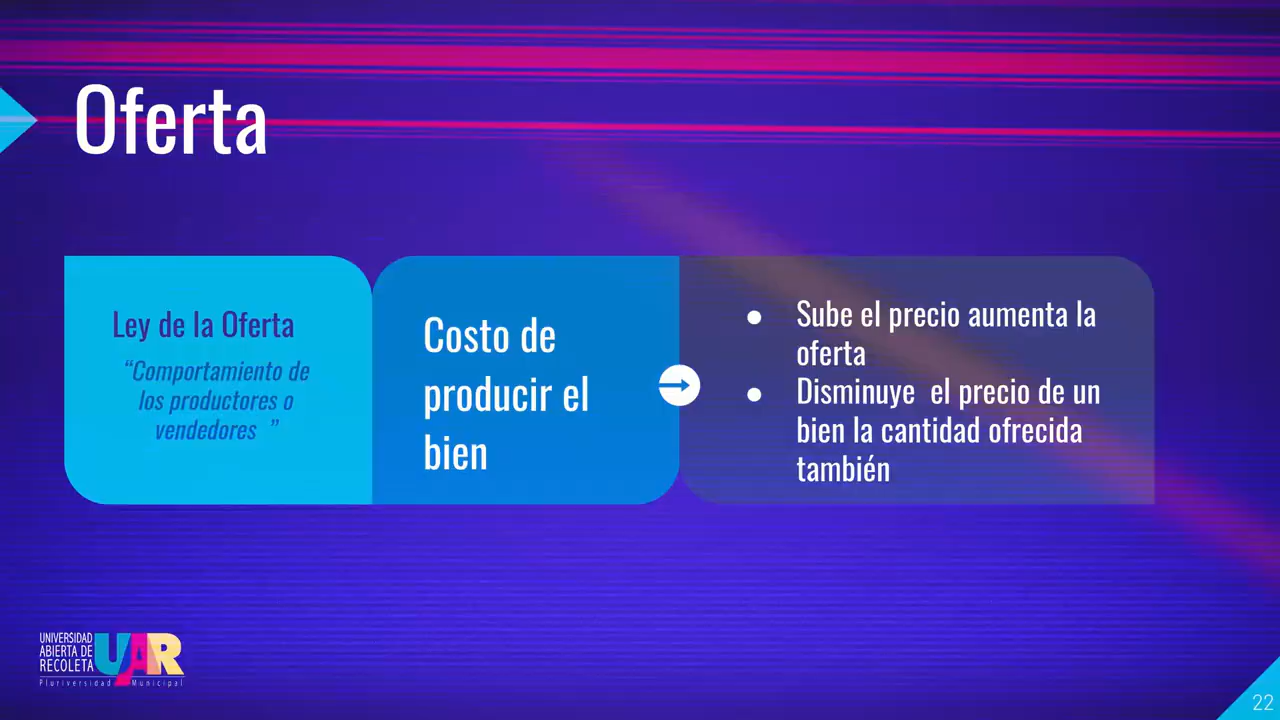 Oferta
Ley de la Oferta
“Comportamiento de
los productores o
vendedores ”
Costo de
producir el
bien
● Sube el precio aumenta la
oferta
● Disminuye el precio de un
bien la cantidad ofrecida
también
UNIVERSIDAD
ABIERTA DE
RECOLETA
UAR
Pluriversidad Municipal
22